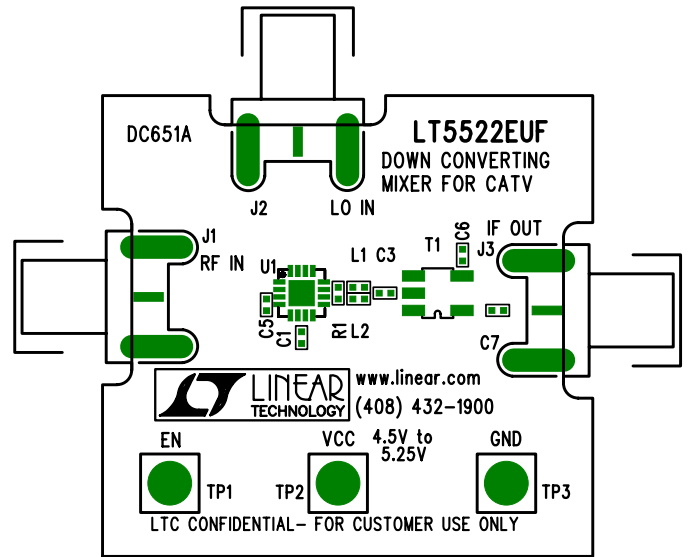 DC651A
LT5522EUF
DOWN CONVERTING
MIXER FOR CATV
J2
LO IN
J1
RF IN
U1
L1
C3
T1
C6
IF OUT
J3
C5
C1
R1
L2
C7
LINEAR
TECHNOLOGY
www.linear.com
(408) 432-1900
EN
VCC
4.5V to
5.25V
GND
TP1
TP2
TP3
LTC CONFIDENTIAL- FOR CUSTOMER USE ONLY